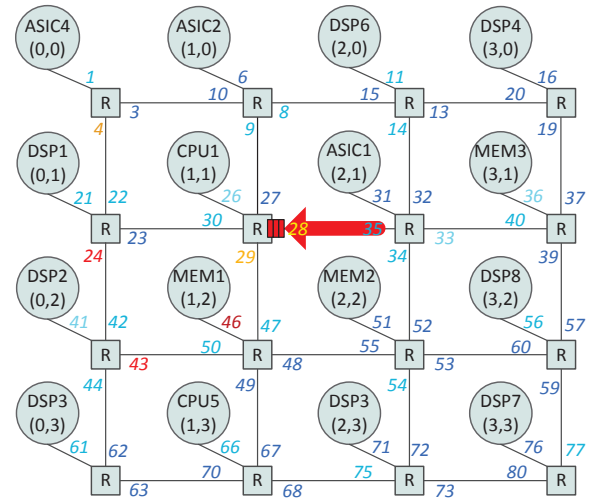 ASIC4 ASIC2 DSP6 DSP4
(0,0) (1,0) (2,0) (3,0)
1 6 11 16
R R R R
3 10 8 15 13 20
4 9 14 19
DSP1 CPU1 ASIC1 MEM3
(0,1) (1,1) (2,1) (3,1)
21 22 26 27 31 32 36 37
R R R R
23 30 28 35 33 40
24 29 34 39
DSP2 MEM1 MEM2 DSP8
(0,2) (1,2) (2,2) (3,2)
41 42 46 47 51 52 56 57
R R R R
43 50 48 55 53 60
44 49 54 59
DSP3 CPU5 DSP3 DSP7
(0,3) (1,3) (2,3) (3,3)
61 62 66 67 71 72 76 77
R R R R
63 70 68 75 73 80